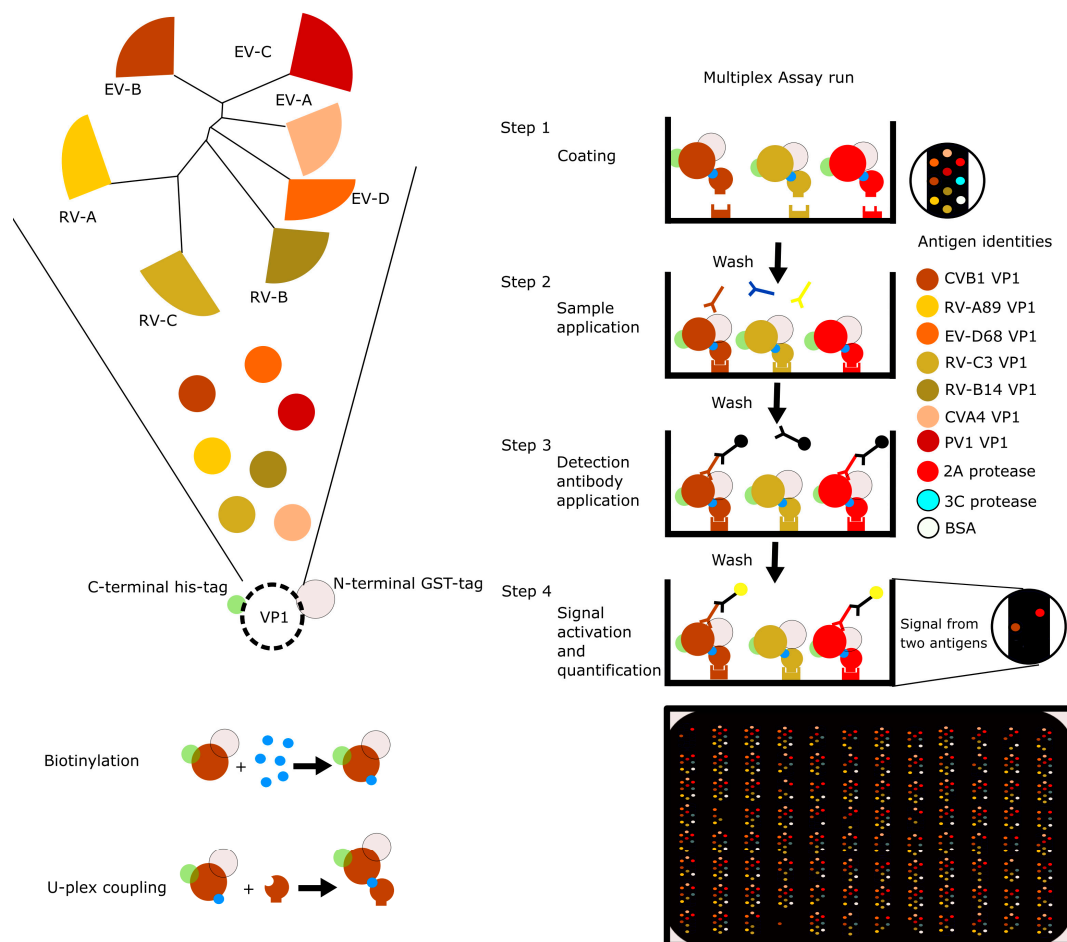 EV-C
EV-B
EV-A
EV-D
RV-A
RV-B
RV-C
C-terminal his-tag
N-terminal GST-tag
VP1
Biotinylation
+
U-plex coupling
+
Multiplex Assay run
Step 1
Coating
Wash
Step 2
Sample
application
Wash
Step 3
Detection
antibody
application
Wash
Step 4
Signal
activation
and
quantification
Antigen identities
CVB1 VP1
RV-A89 VP1
EV-D68 VP1
RV-C3 VP1
RV-B14 VP1
CVA4 VP1
PV1 VP1
2A protease
3C protease
BSA
Signal from
two antigens